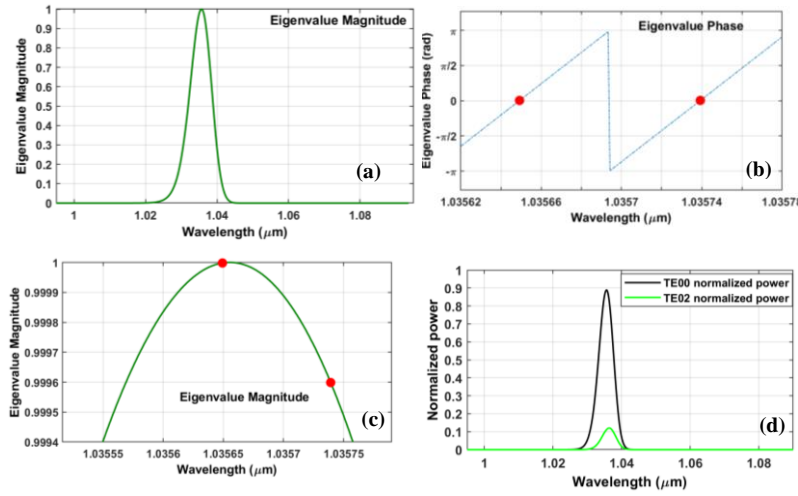 Eigenvalue Magnitude
Eigenvalue Magnitude
1
0.9
0.8
0.7
0.6
0.5
0.4
0.3
0.2
0.1
0
1
1.02
1.04
1.06
1.08
Wavelength (μm)
(a)
Eigenvalue Phase
Eigenvalue Phase (rad)
π
π/2
0
-π/2
-π
1.03562
1.03566
1.0357
1.03574
1.03578
Wavelength (μm)
(b)
Eigenvalue Magnitude
1
0.9999
0.9998
0.9997
0.9996
0.9995
0.9994
Eigenvalue Magnitude
(c)
1.03555
1.0356
1.03565
1.0357
1.03575
Wavelength (μm)
TE00 normalized power
TE02 normalized power
Normalized power
1
0.9
0.8
0.7
0.6
0.5
0.4
0.3
0.2
0.1
0
(d)
1
1.02
1.04
1.06
1.08
Wavelength (μm)